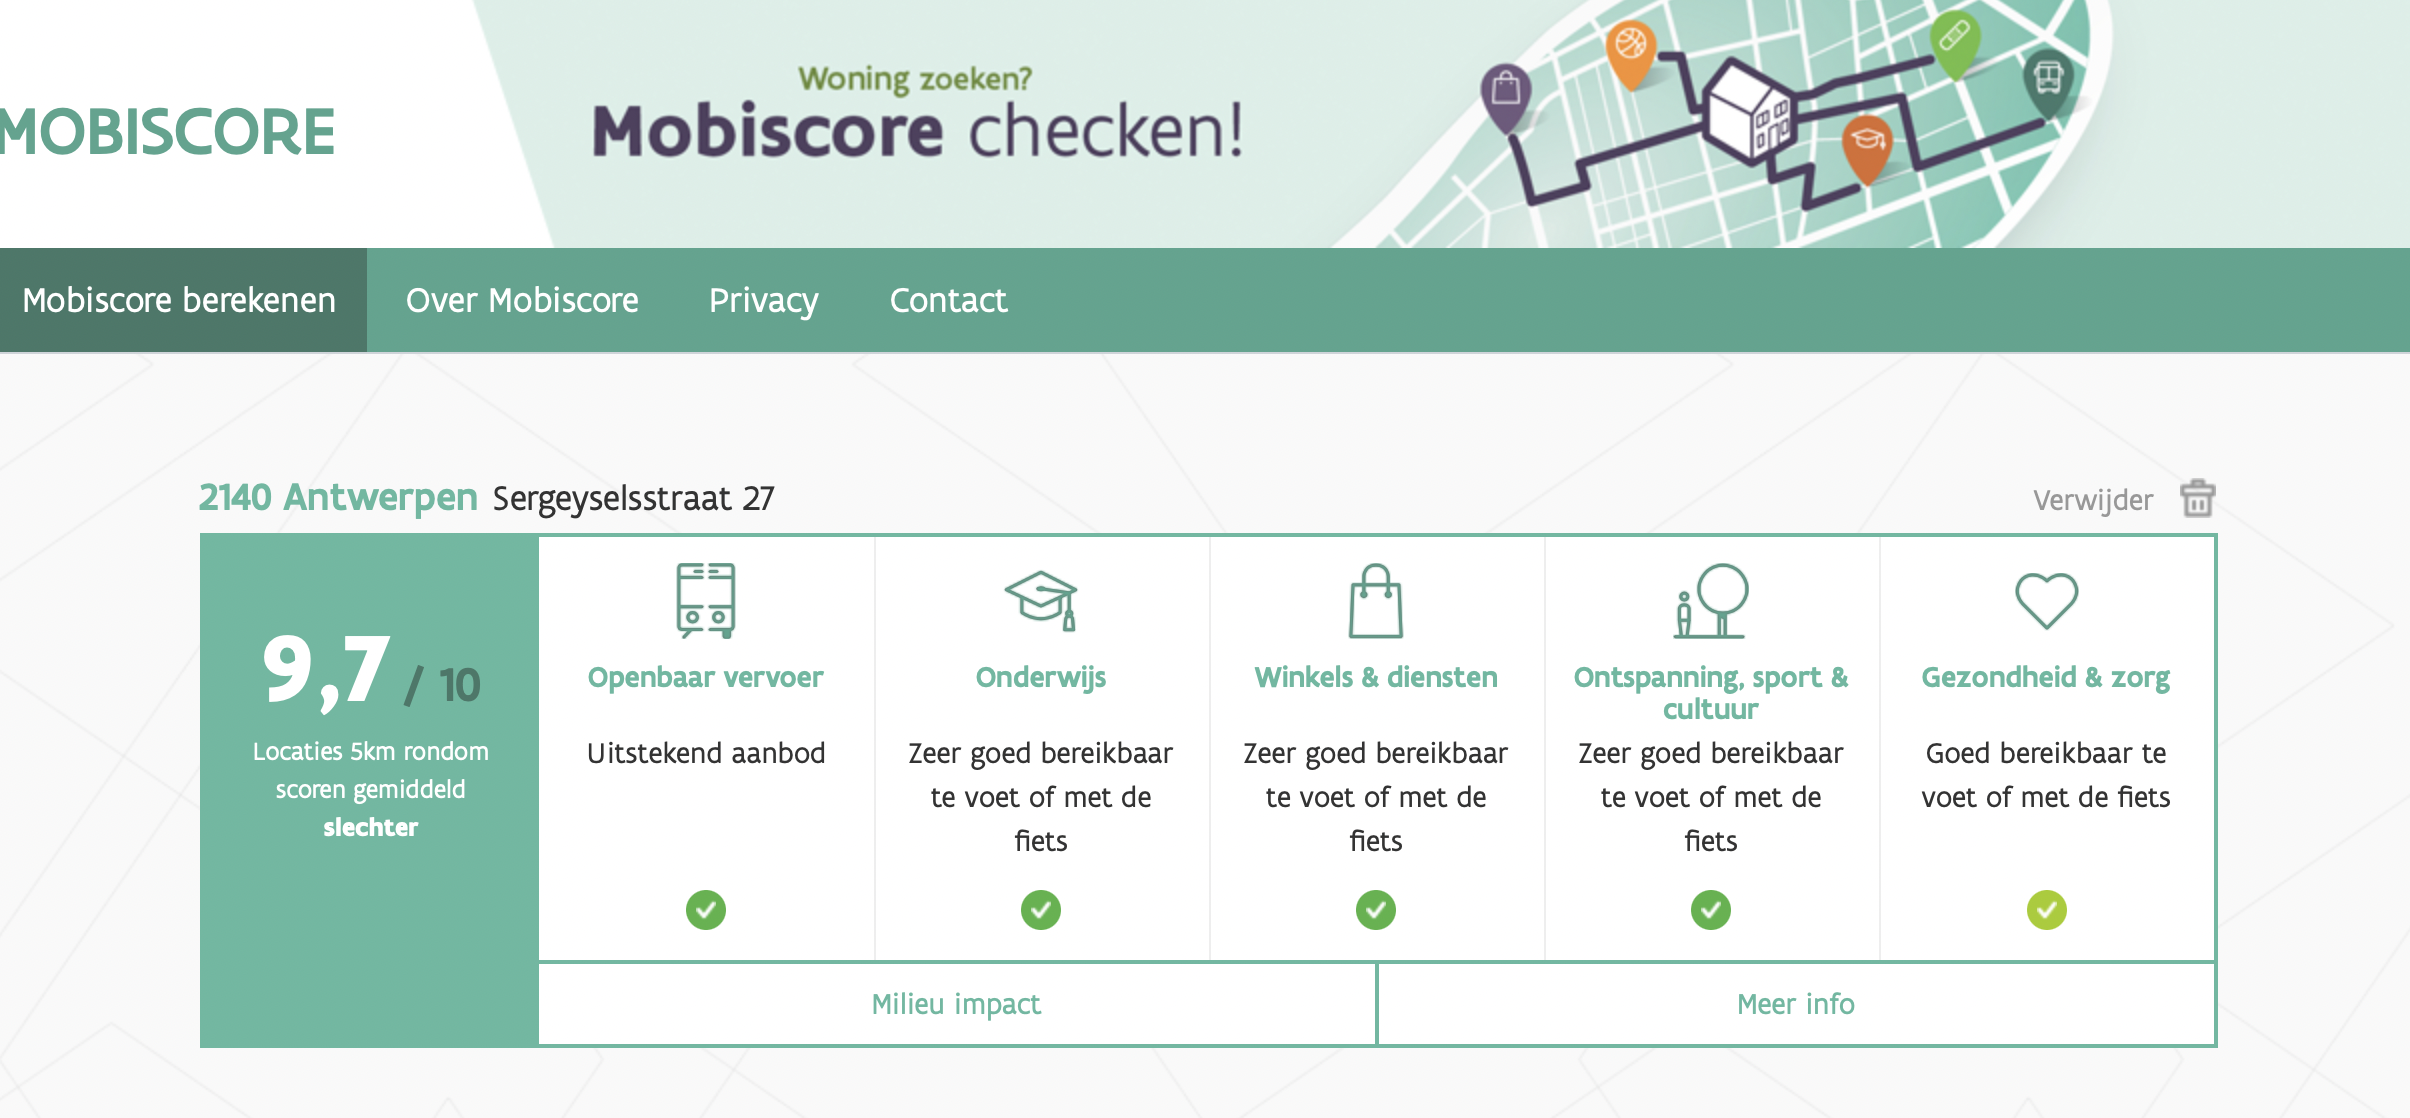 MOBISCORE
Woning zoeken?
Mobiscore checken!
Mobiscore berekenen
Over Mobiscore
Privacy
Contact
2140 Antwerpen Sergeyselsstraat 27
Verwijder
9,7 / 10
Locaties 5km rondom
scoren gemiddeld
slechter
Openbaar vervoer
Uitstekend aanbod
Onderwijs
Zeer goed bereikbaar
te voet of met de
fiets
Winkels & diensten
Zeer goed bereikbaar
te voet of met de
fiets
Ontspanning, sport &
cultuur
Zeer goed bereikbaar
te voet of met de
fiets
Gezondheid & zorg
Goed bereikbaar te
voet of met de fiets
Milieu impact
Meer info